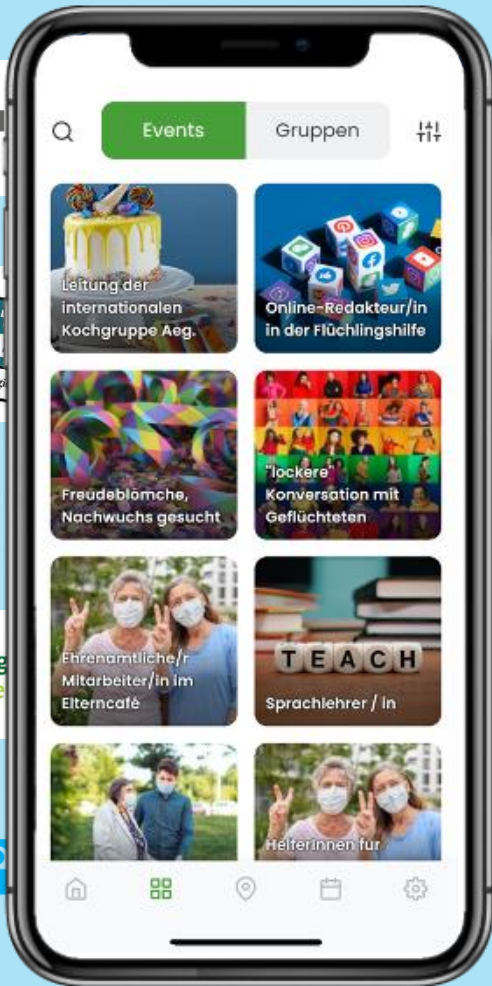 Events
Gruppen
Leitung der
internationalen
Kochgruppe Aeg.
Online-Redakteur/in
in der Flüchlingshilfe
Freudeblömche,
Nachwuchs gesucht
"lockere"
Konversation mit
Geflüchteten
Ehrenamtliche/r
Mitarbeiter/in im
Elterncafé
TEACH
Sprachlehrer / in
HelferInnen für